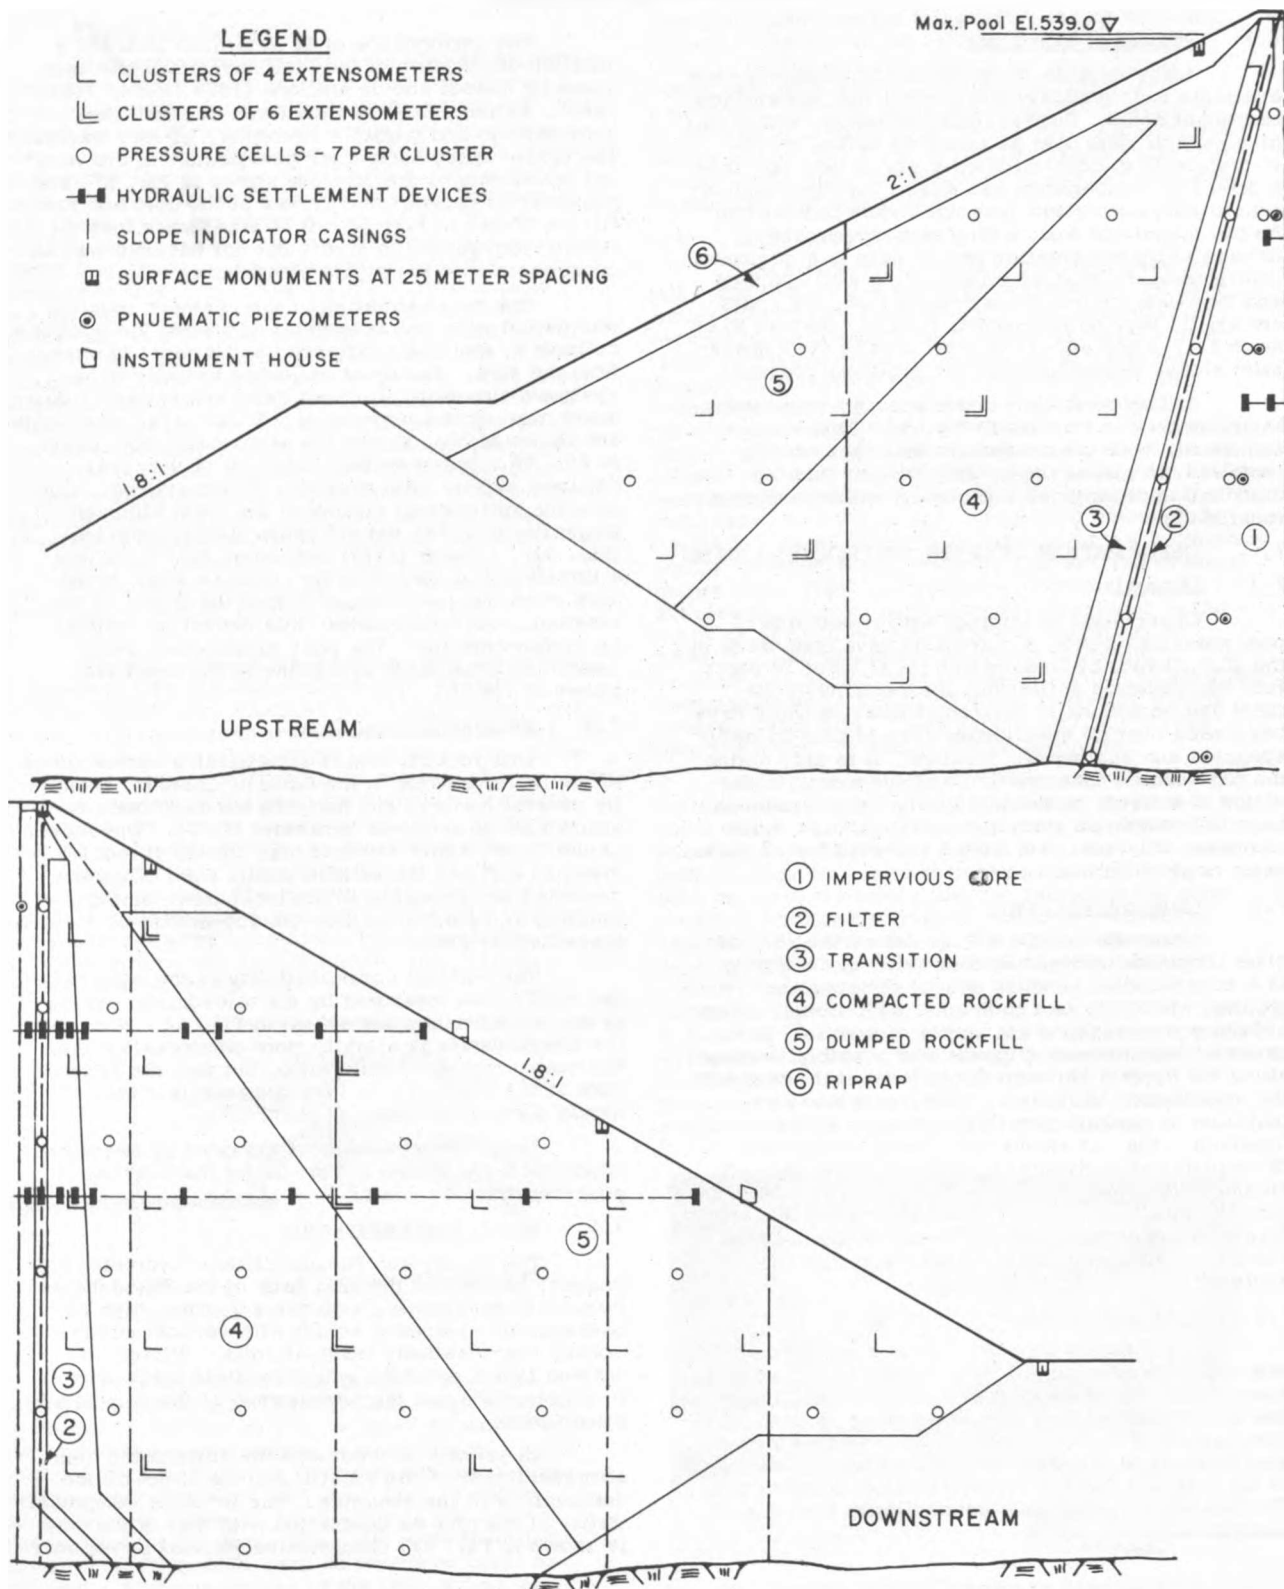 LEGEND
CLUSTERS OF 4 EXTENSOMETERS
CLUSTERS OF 6 EXTENSOMETERS
PRESSURE CELLS - 7 PER CLUSTER
HYDRAULIC SETTLEMENT DEVICES
SLOPE INDICATOR CASINGS
SURFACE MONUMENTS AT 25 METER SPACING
PNUEMATIC PIEZOMETERS
INSTRUMENT HOUSE
Max. Pool El. 539.0
2:1
6
5
1.8:1
4
3
2
1
UPSTREAM
1 IMPERVIOUS CORE
2 FILTER
3 TRANSITION
4 COMPACTED ROCKFILL
5 DUMPED ROCKFILL
6 RIPRAP
1.8:1
5
4
3
2
DOWNSTREAM